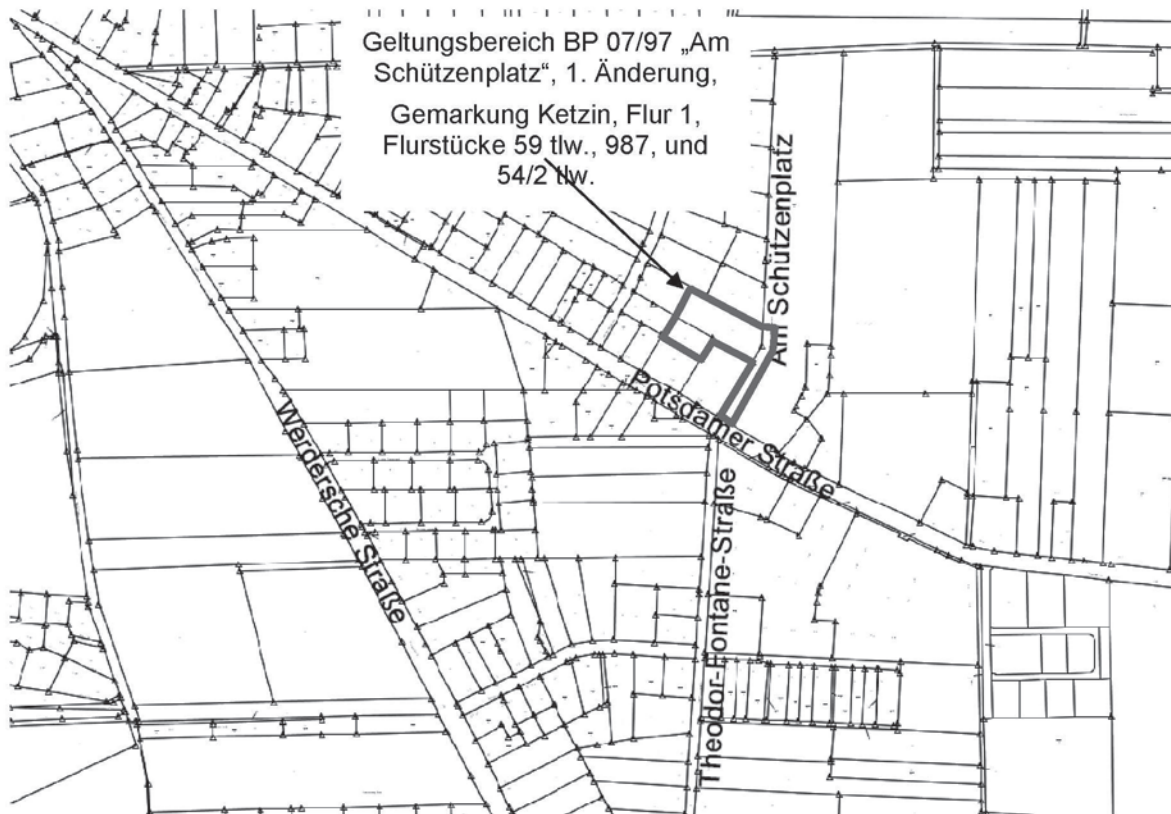 Geltungsbereich BP 07/97 „Am
Schützenplatz“, 1. Änderung,
Gemarkung Ketzin, Flur 1,
Flurstücke 59 tlw., 987, und
54/2 tlw.
Am Schützenplatz
Potsdamer Straße
Werdersche Straße
Theodor-Fontane-Straße